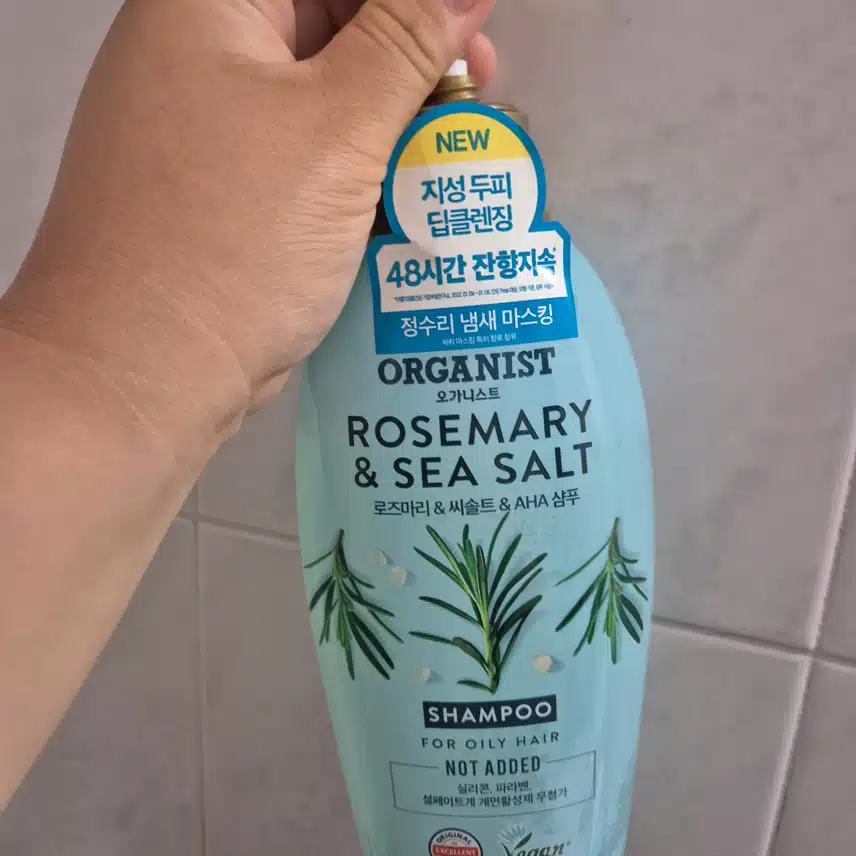 NEW
지성 두피
딥클렌징
48시간 잔향지속
정수리 냄새 마스킹
ORGANIST
오가니스트
ROSEMARY
& SEA SALT
로즈마리 & 씨솔트 & AHA 샴푸
SHAMPOO
FOR OILY HAIR
NOT ADDED
실리콘, 파라벤,
설페이트계 계면활성제 무첨가
ORIGINAL
EXCELLENT
Vegan